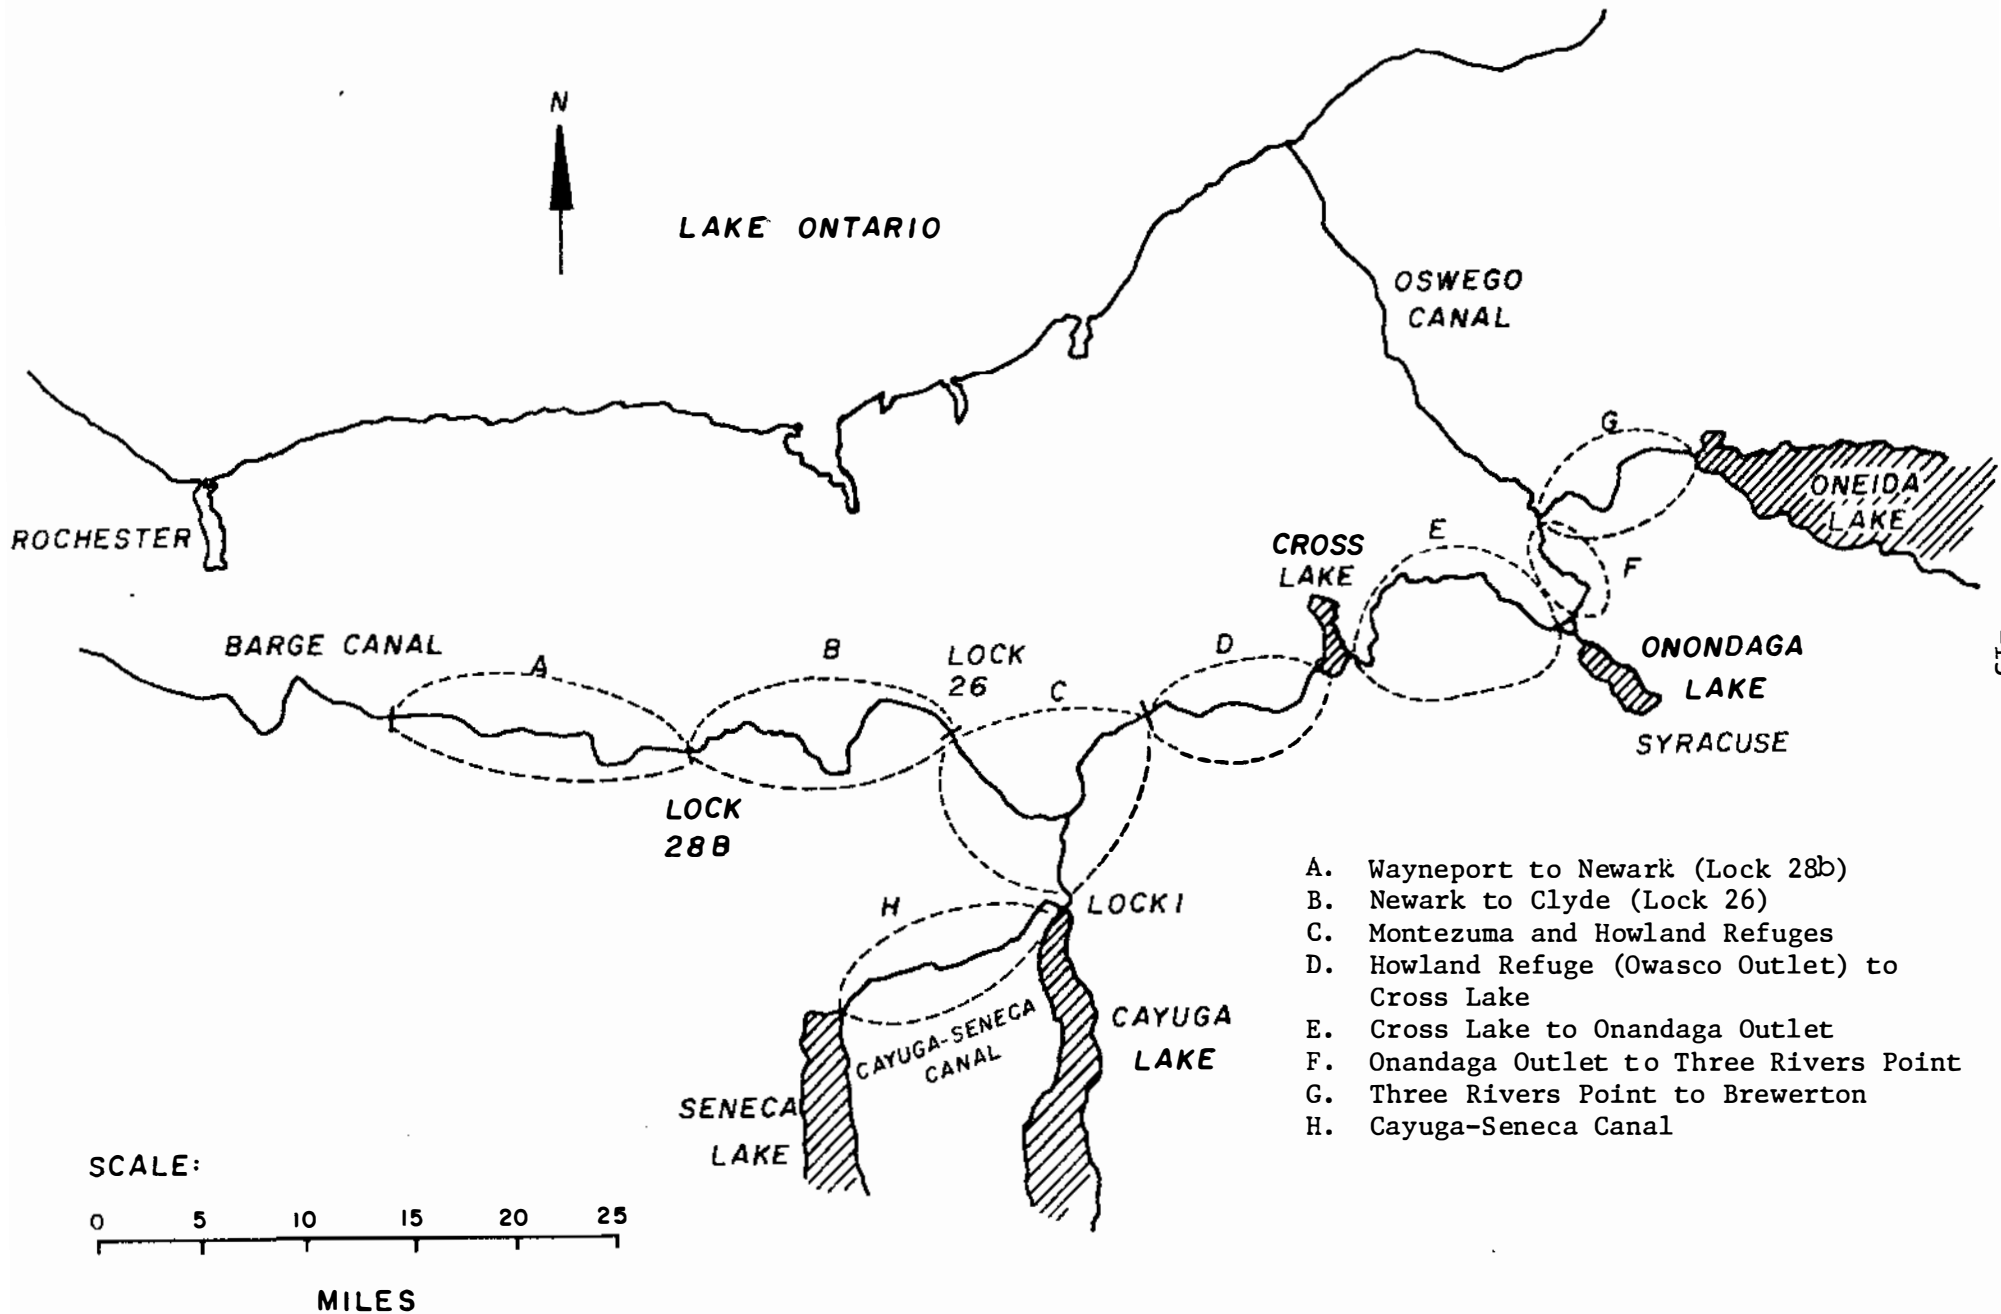 N
LAKE ONTARIO
OSWEGO
CANAL
G
ONEIDA
LAKE
ROCHESTER
CROSS
LAKE
E
F
BARGE CANAL
A
B
LOCK
26
C
D
ONONDAGA
LAKE
SYRACUSE
LOCK
28B
H
LOCK 1
CAYUGA-SENECA
CANAL
CAYUGA
LAKE
SENECA
LAKE
A. Wayneport to Newark (Lock 28b)
B. Newark to Clyde (Lock 26)
C. Montezuma and Howland Refuges
D. Howland Refuge (Owasco Outlet) to
Cross Lake
E. Cross Lake to Onandaga Outlet
F. Onandaga Outlet to Three Rivers Point
G. Three Rivers Point to Brewerton
H. Cayuga-Seneca Canal
SCALE:
0 5 10 15 20 25
MILES